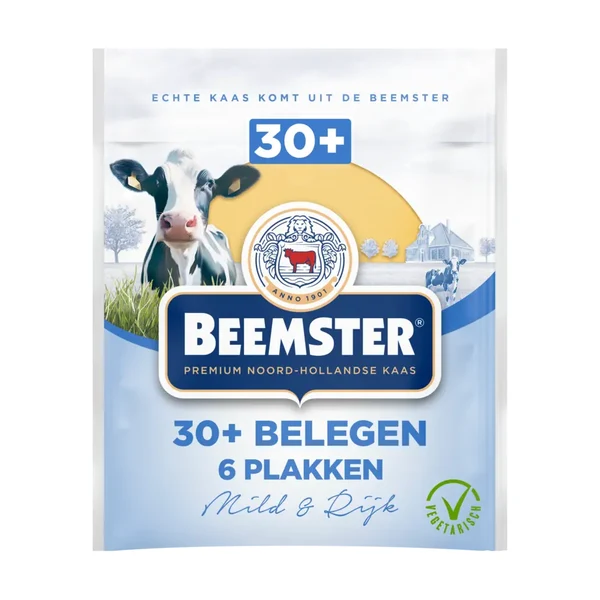 ECHTE KAAS KOMT UIT DE BEEMSTER
30+
ANNO 1901
BEEMSTER®
PREMIUM NOORD-HOLLANDSE KAAS
30+ BELEGEN
6 PLAKKEN
Mild & Rijk
VEGETARISCH